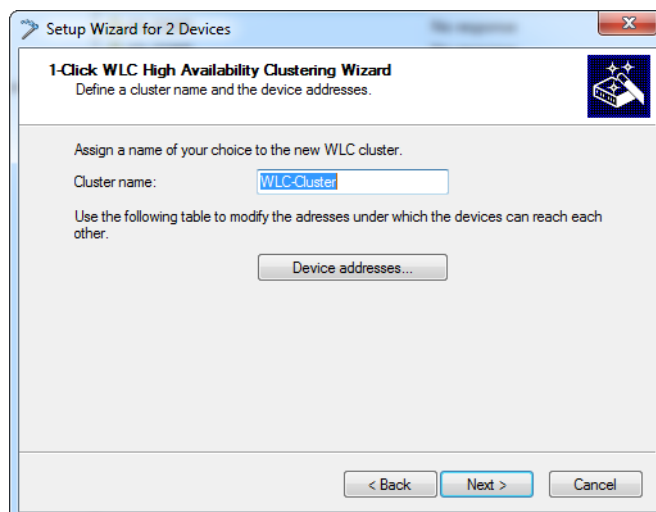 Setup Wizard for 2 Devices
1-Click WLC High Availability Clustering Wizard
Define a cluster name and the device addresses.
Assign a name of your choice to the new WLC cluster.
Cluster name:
WLC-Cluster
Use the following table to modify the adresses under which the devices can reach each
other.
Device addresses...
< Back
Next >
Cancel